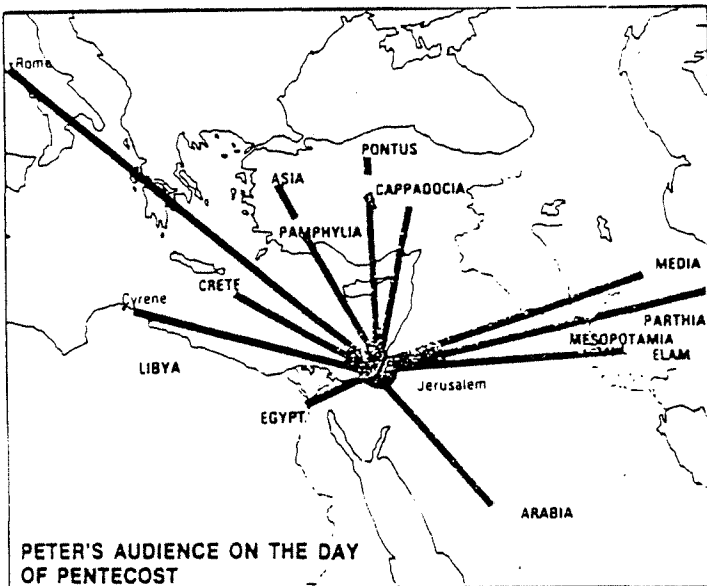 Rome
PONTUS
ASIA
CAPPADOCIA
PAMPHYLIA
MEDIA
CRETE
Cyrene
PARTHIA
MESOPOTAMIA
ELAM
LIBYA
Jerusalem
EGYPT
ARABIA
PETER'S AUDIENCE ON THE DAY
OF PENTECOST